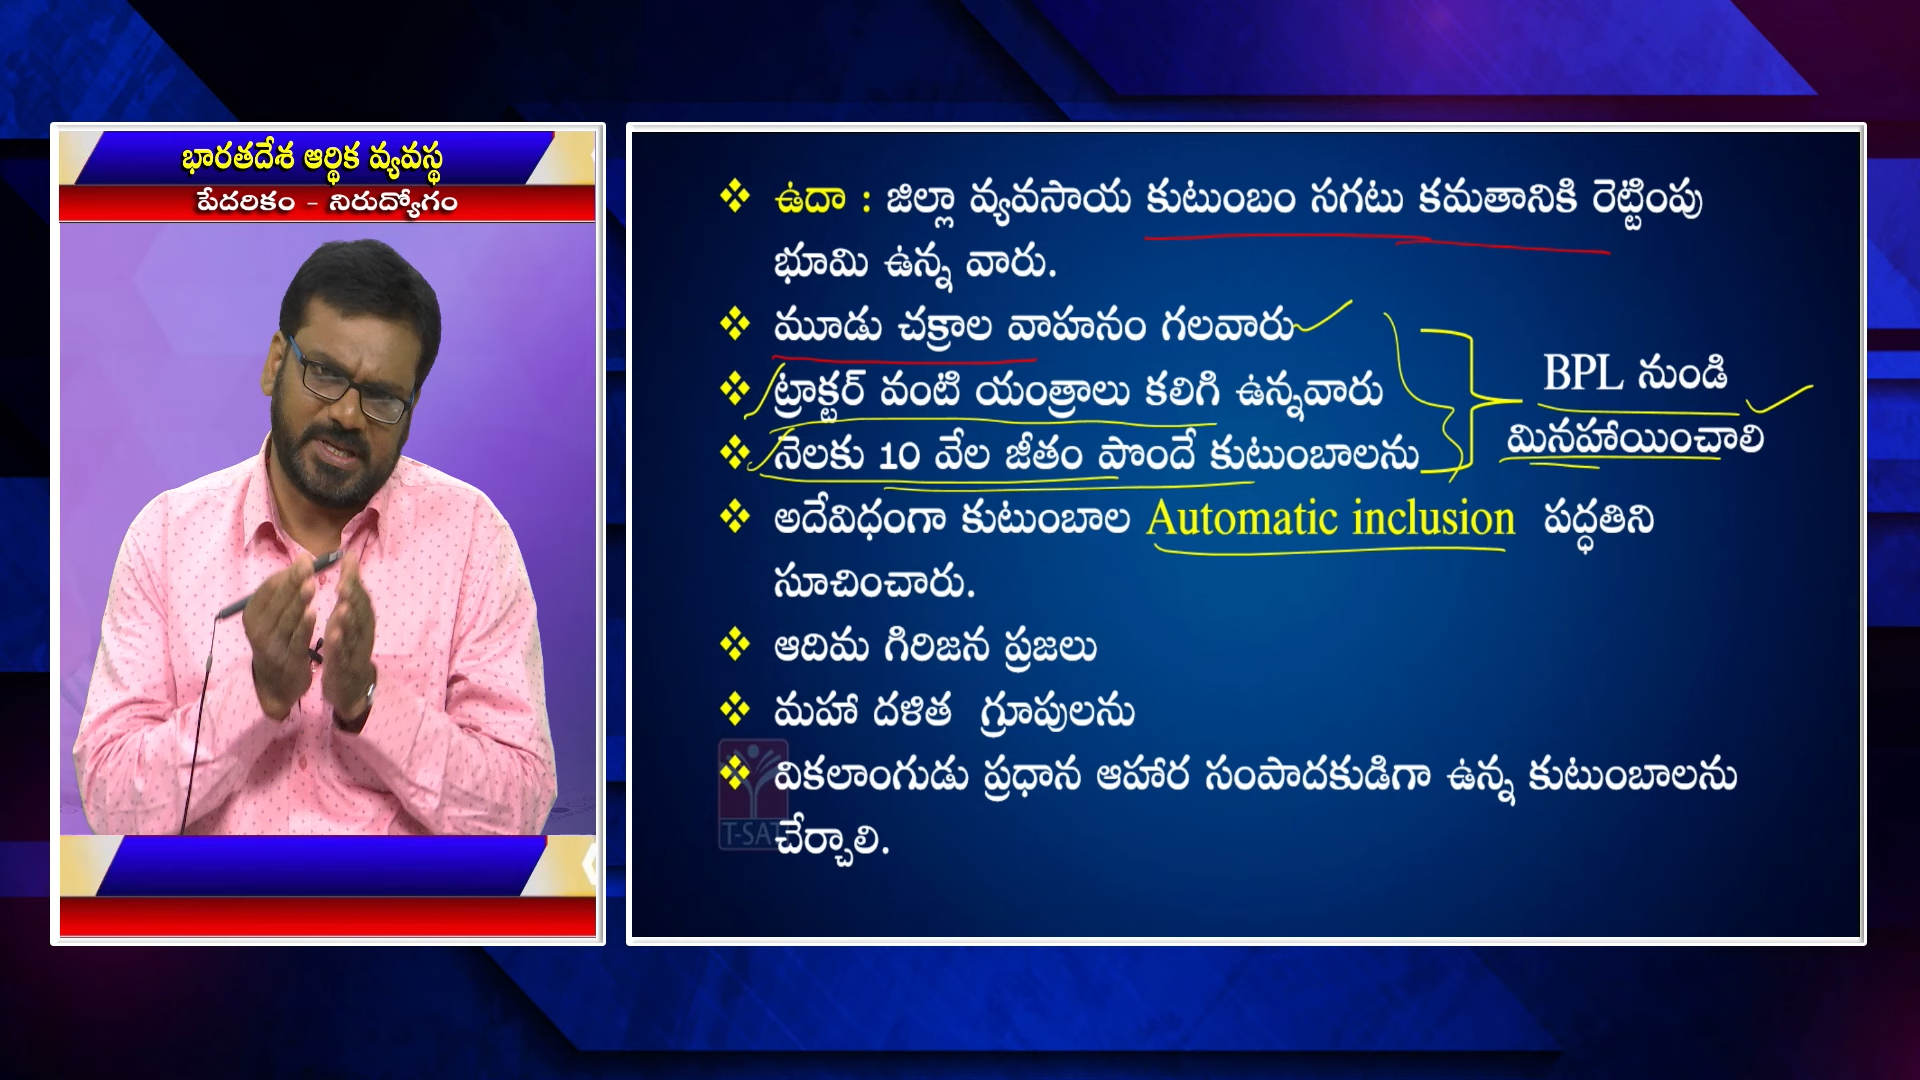 భారతదేశ ఆర్థిక వ్యవస్థ
పేదరికం - నిరుద్యోగం
❖ ఉదా : జిల్లా వ్యవసాయ కుటుంబం సగటు కమతానికి రెట్టింపు
భూమి ఉన్న వారు.
❖ మూడు చక్రాల వాహనం గలవారు
❖ ట్రాక్టర్ వంటి యంత్రాలు కలిగి ఉన్నవారు
❖ నెలకు 10 వేల జీతం పొందే కుటుంబాలను
BPL నుండి
మినహాయించాలి
❖ అదేవిధంగా కుటుంబాల Automatic inclusion పద్ధతిని
సూచించారు.
❖ ఆదిమ గిరిజన ప్రజలు
❖ మహా దళిత గ్రూపులను
❖ వికలాంగుడు ప్రధాన ఆహార సంపాదకుడిగా ఉన్న కుటుంబాలను
చేర్చాలి.
T-SAT